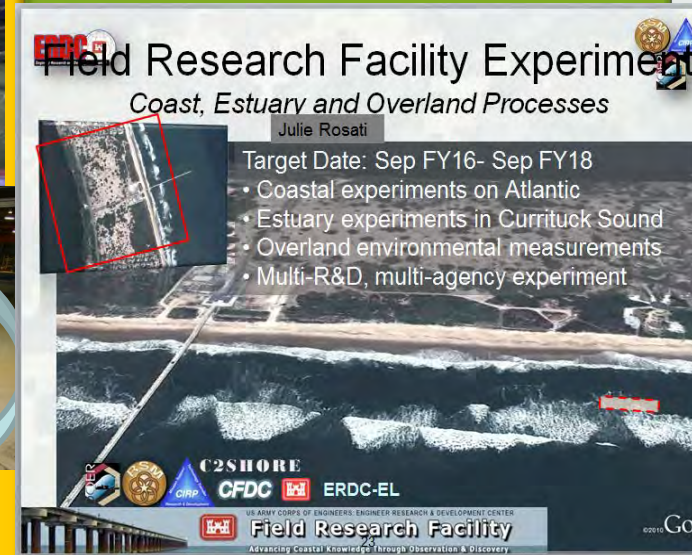 ERDC
Field Research Facility Experiment
Coast, Estuary and Overland Processes
Julie Rosati
Target Date: Sep FY16- Sep FY18
• Coastal experiments on Atlantic
• Estuary experiments in Currituck Sound
• Overland environmental measurements
• Multi-R&D, multi-agency experiment
C2SHORE
RSM
CIRP
CFDC
ERDC-EL
US ARMY CORPS OF ENGINEERS: ENGINEER RESEARCH & DEVELOPMENT CENTER
Field Research Facility
23
Advancing Coastal Knowledge Through Observation & Discovery
©2010 Goo